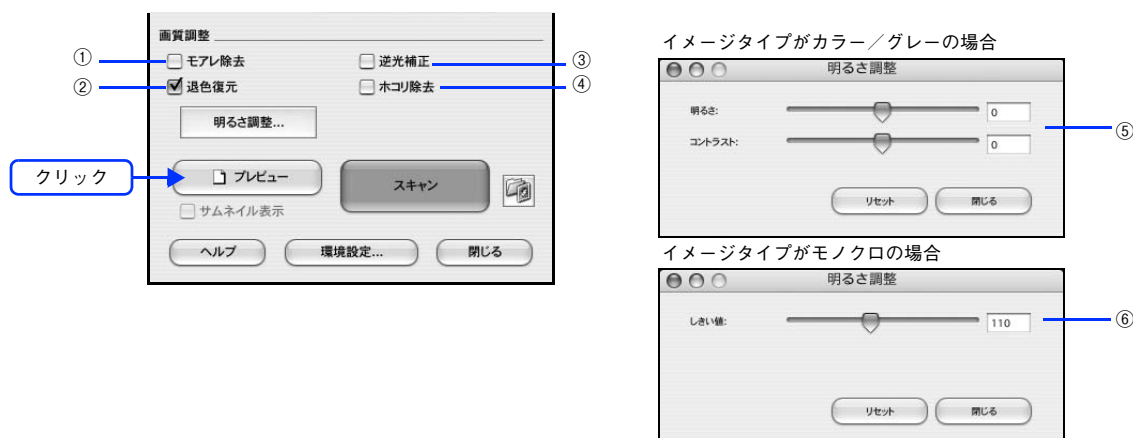 画質調整
① モアレ除去
逆光補正 ③
② 退色復元
ホコリ除去 ④
明るさ調整...
クリック
プレビュー
スキャン
サムネイル表示
ヘルプ
環境設定...
閉じる
イメージタイプがカラー／グレーの場合
明るさ調整
明るさ: 0
⑤
コントラスト: 0
リセット
閉じる
イメージタイプがモノクロの場合
明るさ調整
しきい値: 110 ⑥
リセット
閉じる